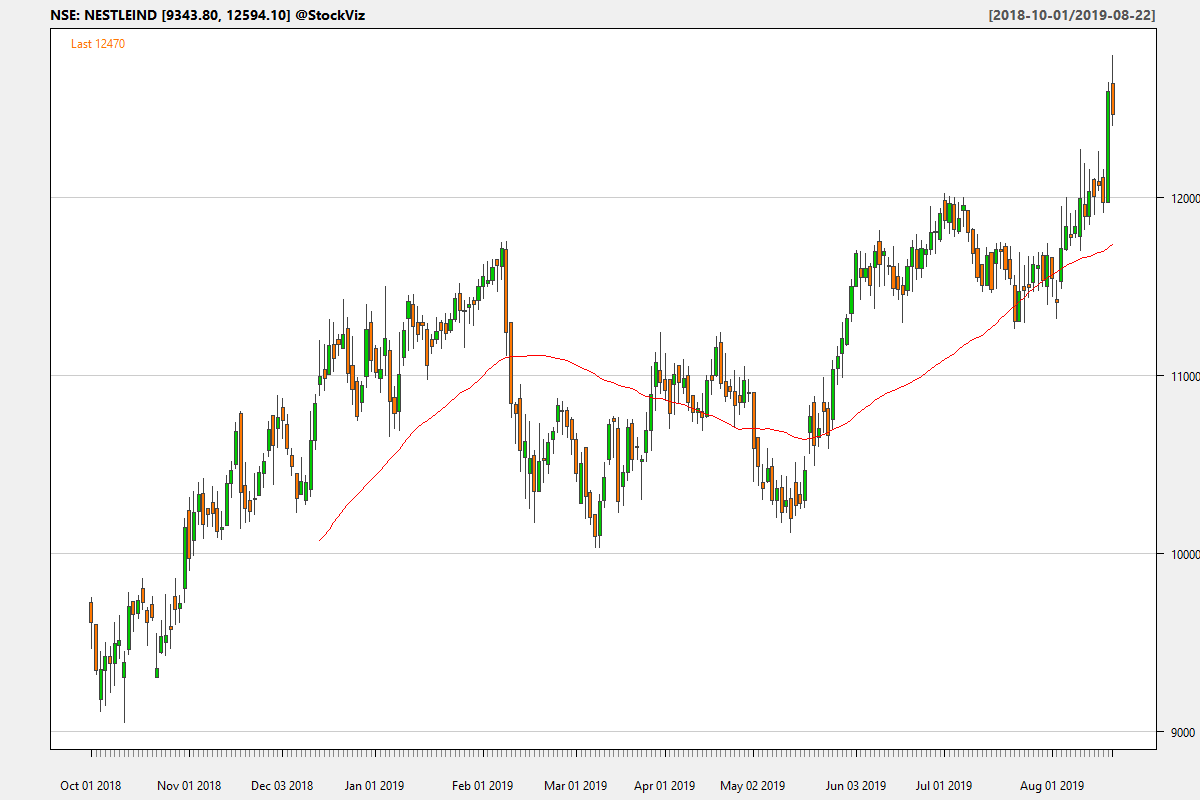 NSE: NESTLEIND [9343.80, 12594.10] @StockViz [2018-10-01/2019-08-22]
Last 12470
12000
11000
10000
9000
Oct 01 2018 Nov 01 2018 Dec 03 2018 Jan 01 2019 Feb 01 2019 Mar 01 2019 Apr 01 2019 May 02 2019 Jun 03 2019 Jul 01 2019 Aug 01 2019